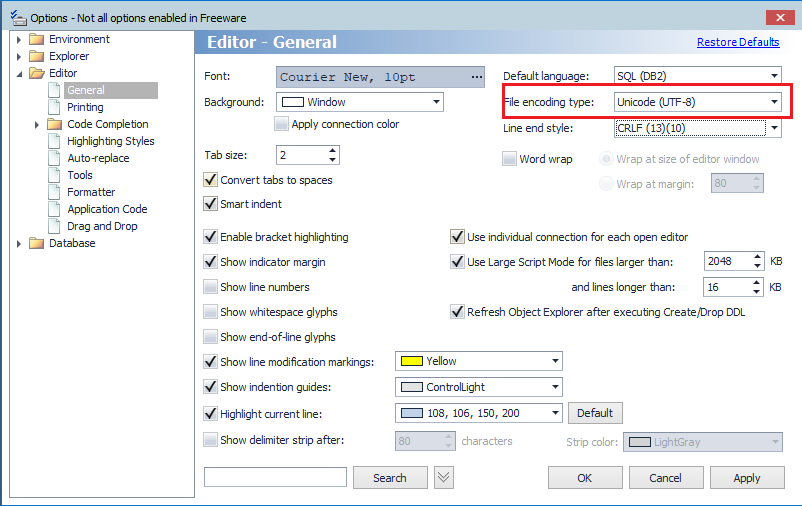 Options - Not all options enabled in Freeware
Environment
Explorer
Editor
General
Printing
Code Completion
Highlighting Styles
Auto-replace
Tools
Formatter
Application Code
Drag and Drop
Database
Editor - General
Restore Defaults
Font: Courier New, 10pt ...
Default language: SQL (DB2)
Background: Window
File encoding type: Unicode (UTF-8)
Apply connection color
Line end style: CRLF (13)(10)
Tab size: 2
Word wrap
Wrap at size of editor window
Convert tabs to spaces
Wrap at margin: 80
Smart indent
Enable bracket highlighting
Use individual connection for each open editor
Show indicator margin
Use Large Script Mode for files larger than: 2048 KB
Show line numbers
and lines longer than: 16 KB
Show whitespace glyphs
Refresh Object Explorer after executing Create/Drop DDL
Show end-of-line glyphs
Show line modification markings: Yellow
Show indention guides: ControlLight
Highlight current line: 108, 106, 150, 200 Default
Show delimiter strip after: 80 characters
Strip color: LightGray
Search
OK
Cancel
Apply